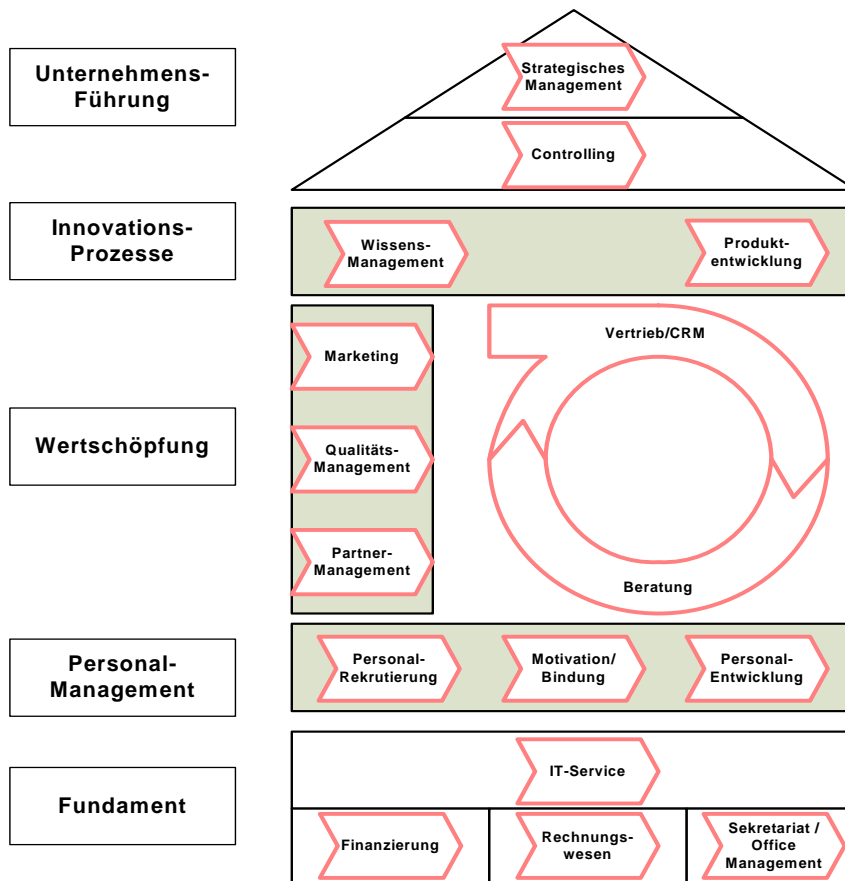 Unternehmens-
Führung
Strategisches
Management
Controlling
Innovations-
Prozesse
Wissens-
Management
Produkt-
entwicklung
Wertschöpfung
Marketing
Qualitäts-
Management
Partner-
Management
Vertrieb/CRM
Beratung
Personal-
Management
Personal-
Rekrutierung
Motivation/
Bindung
Personal-
Entwicklung
Fundament
IT-Service
Finanzierung
Rechnungs-
wesen
Sekretariat /
Office
Management